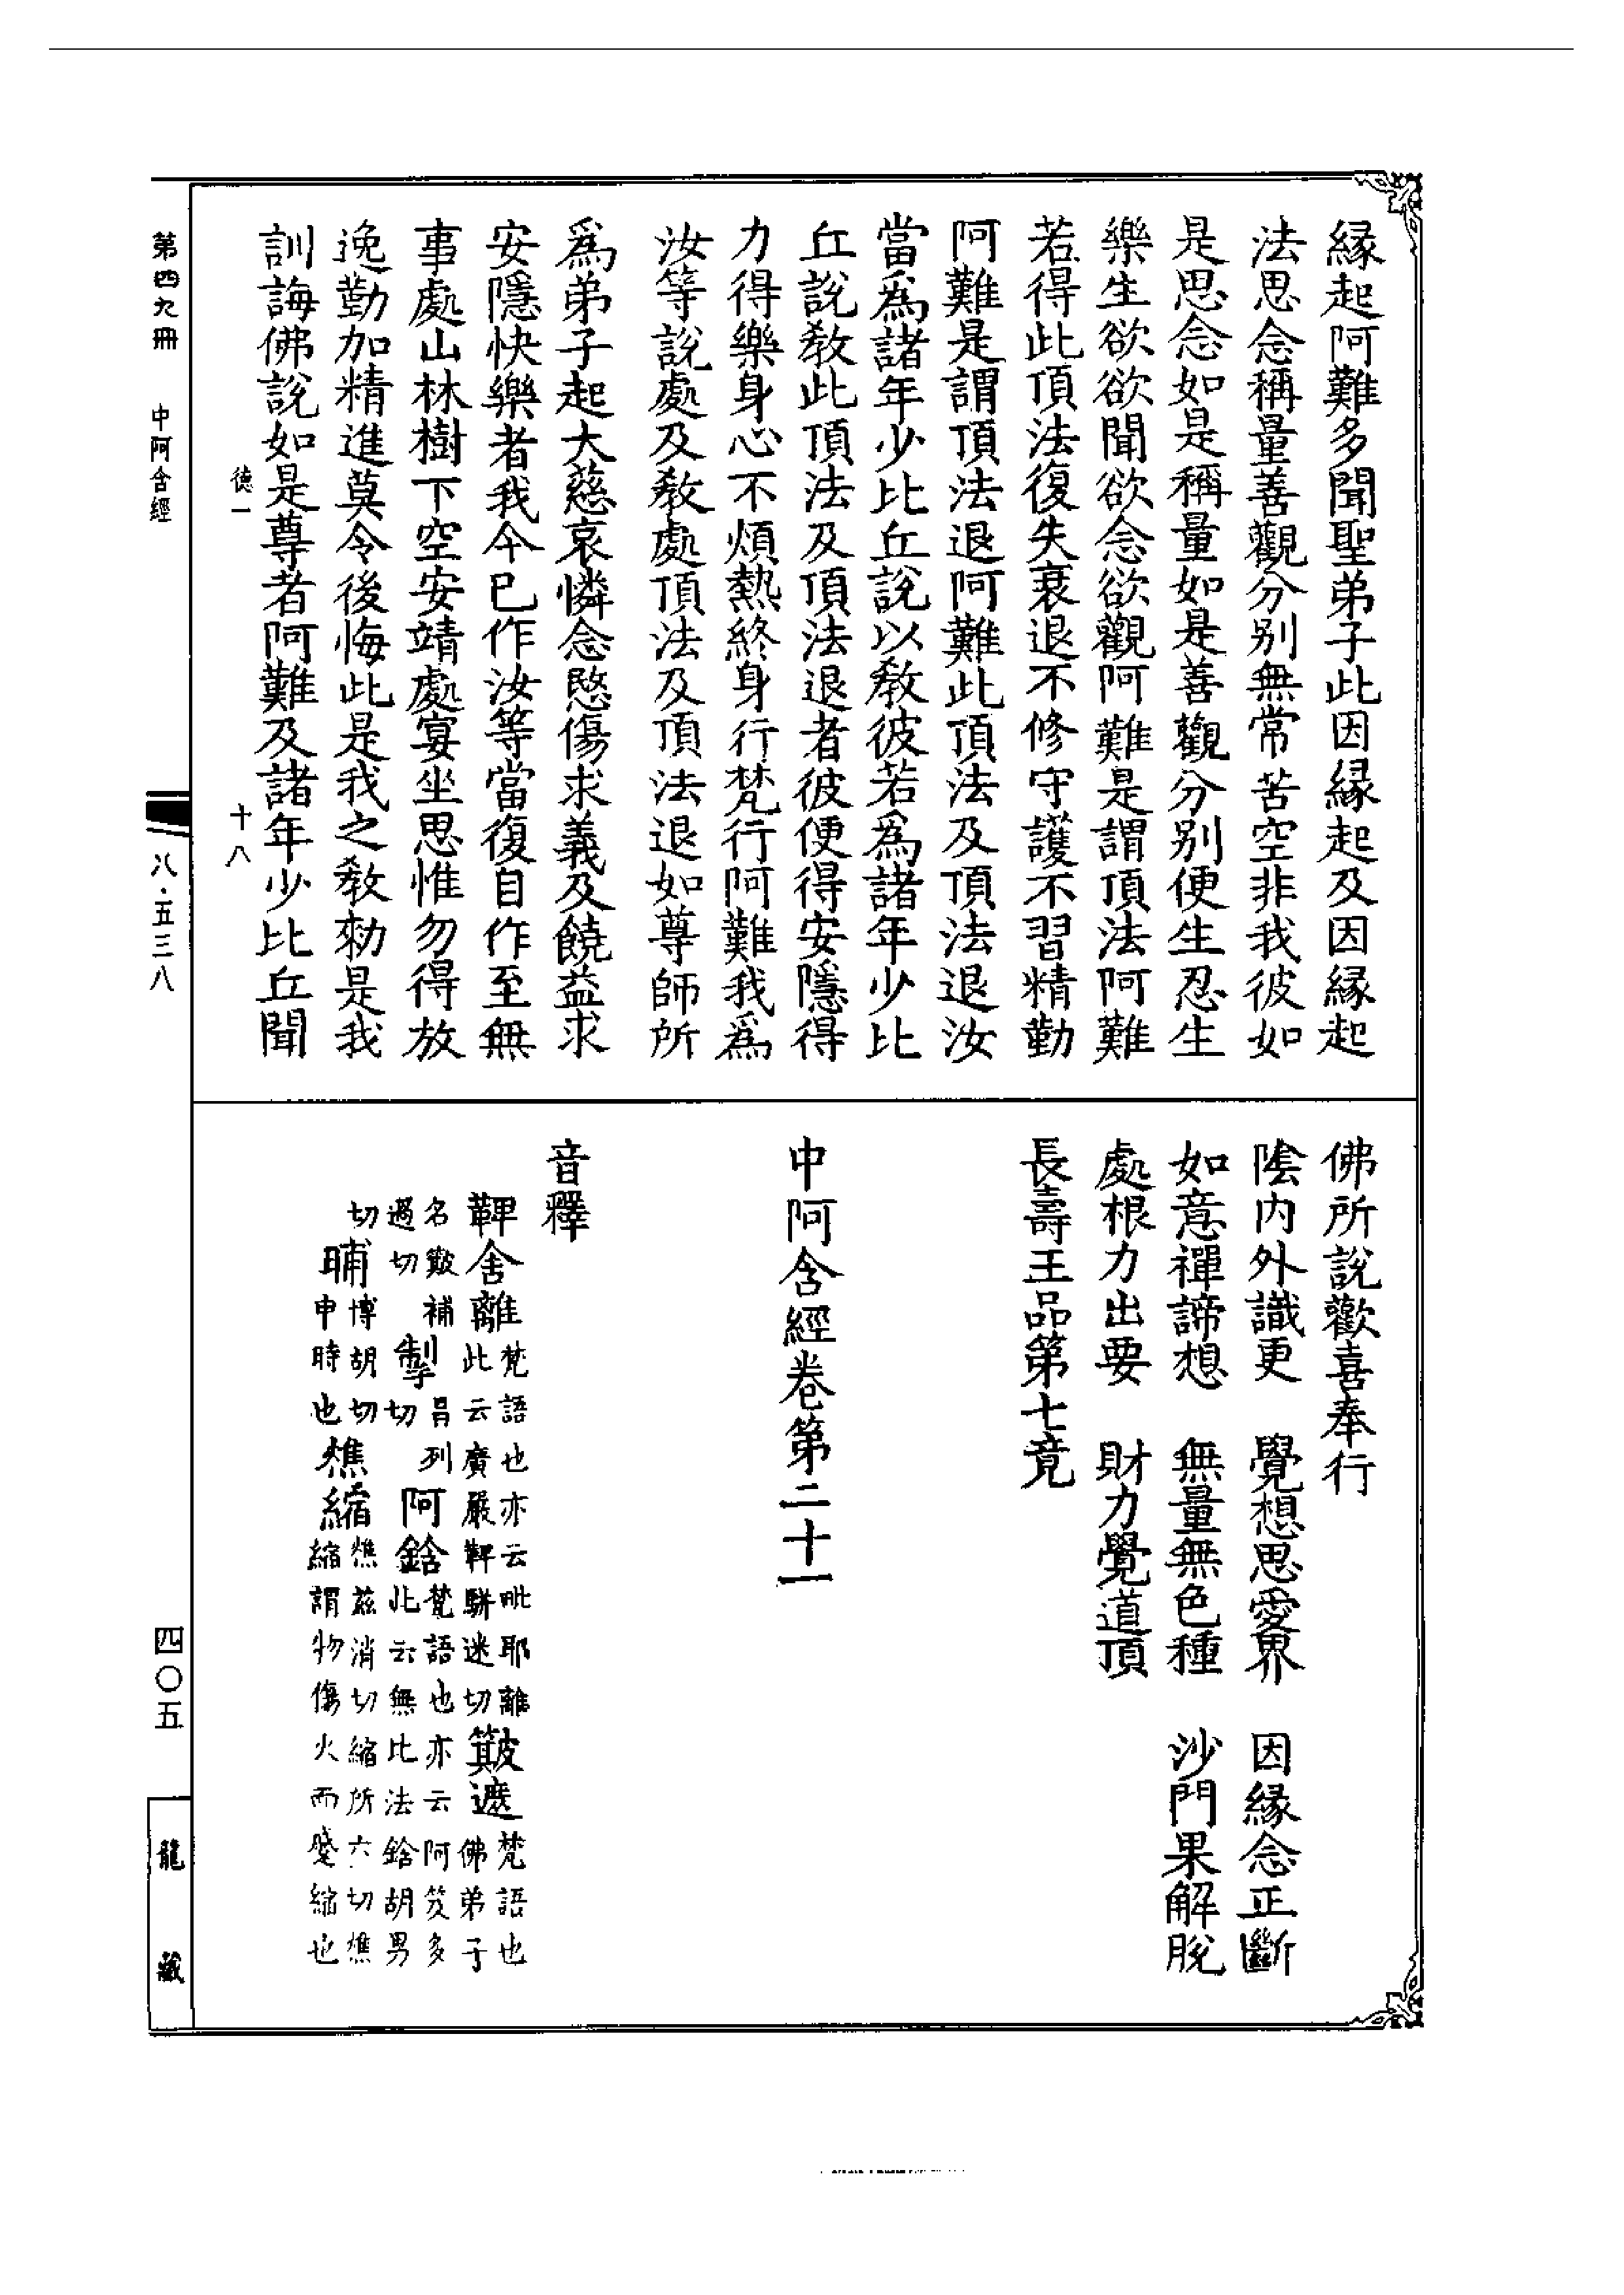 緣起阿難多聞聖弟子此因緣起及因緣起
法思念稱量善觀分別無常苦空非我彼如
是思念如是稱量如是善觀分別便生忍生
樂生欲欲聞欲念欲觀阿難是謂頂法阿難
若得此頂法復失衰退不修守護不習精勤
阿難是謂頂法退阿難此頂法及頂法退汝
當爲諸年少比丘說以敎彼若爲諸年少比
丘說敎此頂法及頂法退者彼便得安隱得
力得樂身心不煩熱終身行梵行阿難我爲
汝等說處及敎處頂法及頂法退如尊師所
爲弟子起大慈哀憐念愍傷求義及饒益求
安隱快樂者我今已作汝等當復自作至無
事處山林樹下空安靖處宴坐思惟勿得放
逸勤加精進莫令後悔此是我之敎勑是我
訓誨佛說如是尊者阿難及諸年少比丘聞
德一 十八
佛所說歡喜奉行
陰內外識更 覺想思愛界 因緣念正斷
如意禪諦想 無量無色種 沙門果解脫
處根力出要 財力覺道頂
長壽王品第七竟
中阿含經卷第二十一
音釋
鞞舍離梵語也亦云毗耶離此云廣嚴鞞騈迷切簸遮梵語也佛弟子
名簸補過切掣昌列切阿鋡梵語也亦云阿笈多此云無比法鋡胡男
切晡博胡切申時也燋縮燋茲消切縮所六切燋縮謂物傷火而蹙縮也
第四九冊 中阿含經 八·五三八 四〇五 龍藏